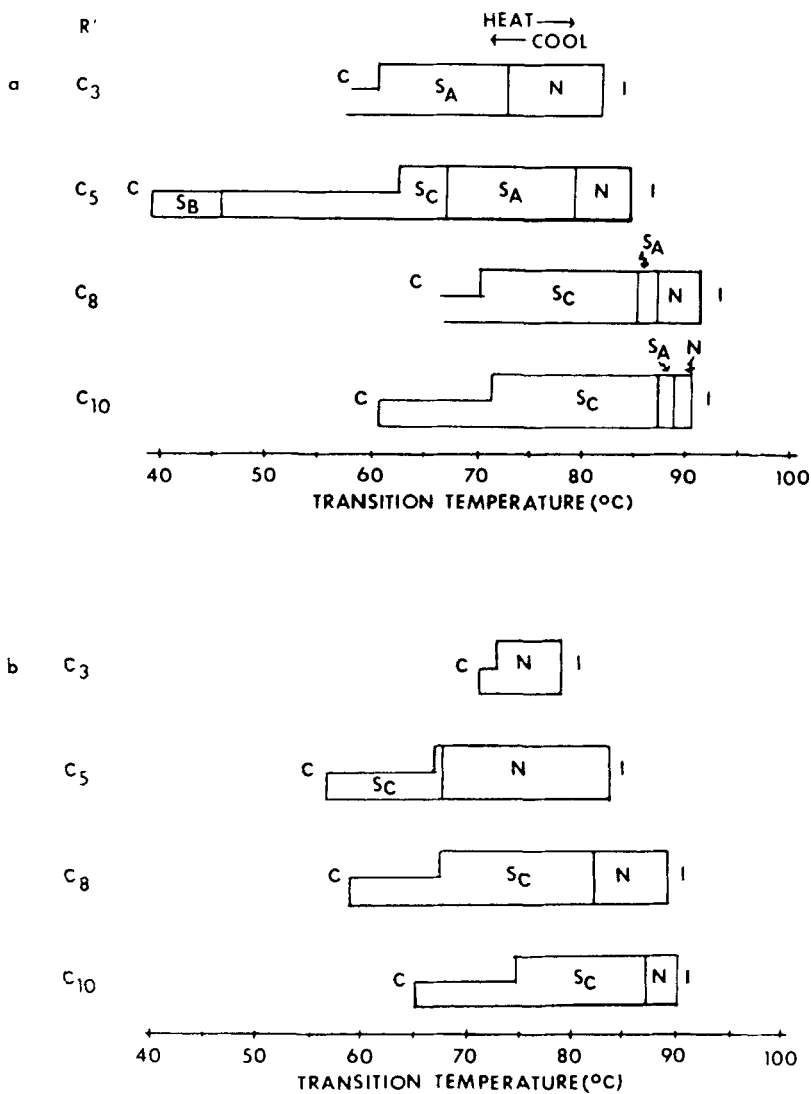 R'
HEAT→
←COOL
a
C3 C SA N I
C5 C SB SC SA N I
SA
C8 C SC N I
SA N
C10 C SC I
40 50 60 70 80 90 100
TRANSITION TEMPERATURE(°C)
b
C3 C N I
C5 C SC N I
C8 C SC N I
C10 C SC N I
40 50 60 70 80 90 100
TRANSITION TEMPERATURE(°C)